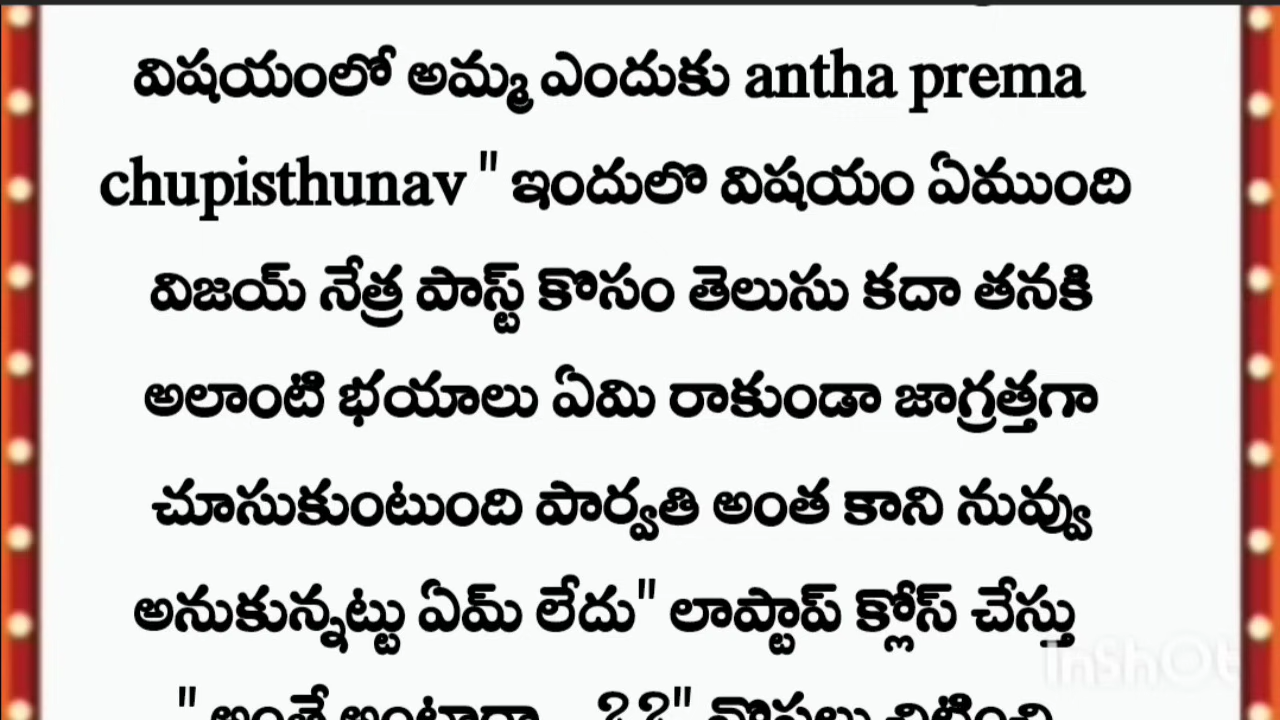 విషయంలో అమ్మ ఎందుకు antha prema
chupisthunav " ఇందులొ విషయం ఏముంది
విజయ్ నేత్ర పాస్ట్ కొసం తెలుసు కదా తనకి
అలాంటి భయాలు ఏమి రాకుండా జాగ్రత్తగా
చూసుకుంటుంది పార్వతి అంత కాని నువ్వు
అనుకున్నట్టు ఏమ్ లేదు" లాప్టాప్ క్లోస్ చేస్తు
InShOt
" అంతే అంటారా